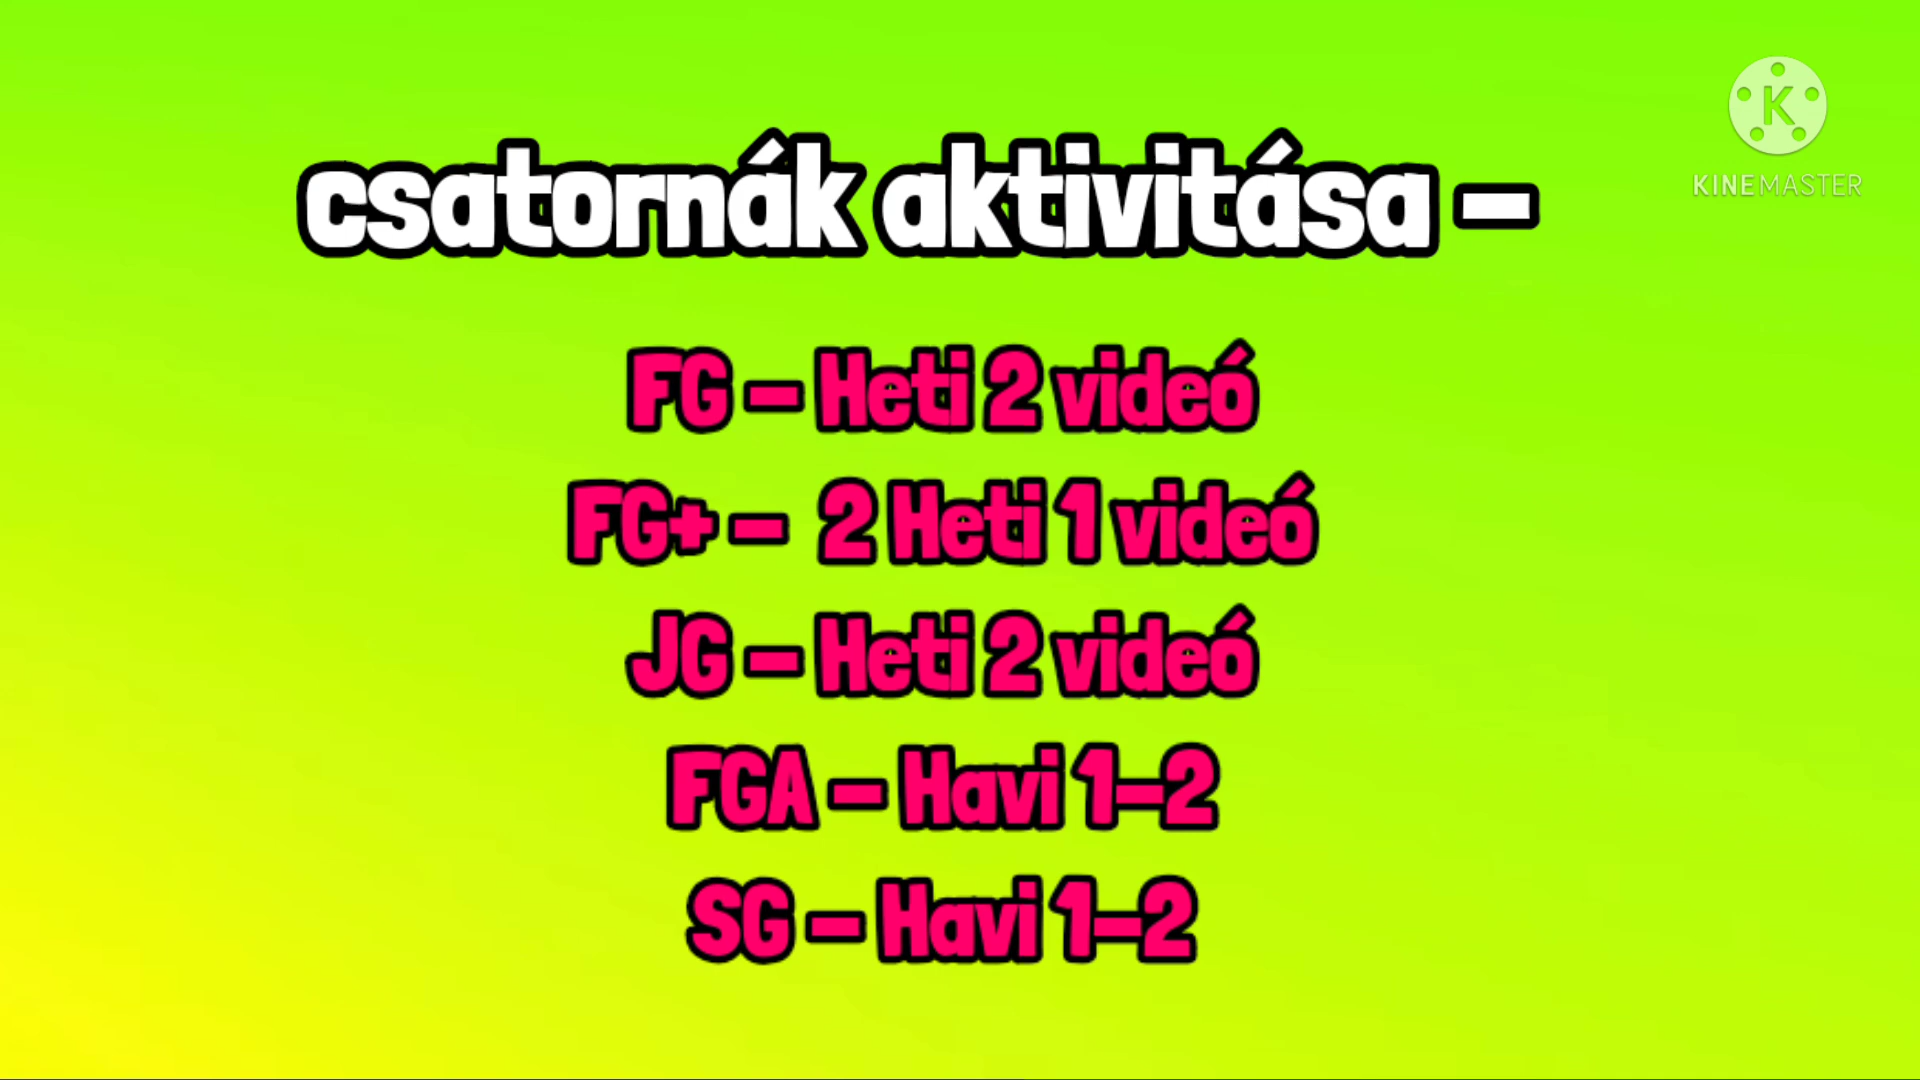 K
KINEMASTER
csatornák aktivitása –
FG – Heti 2 videó
FG+ – 2 Heti 1 videó
JG – Heti 2 videó
FGA – Havi 1-2
SG – Havi 1-2